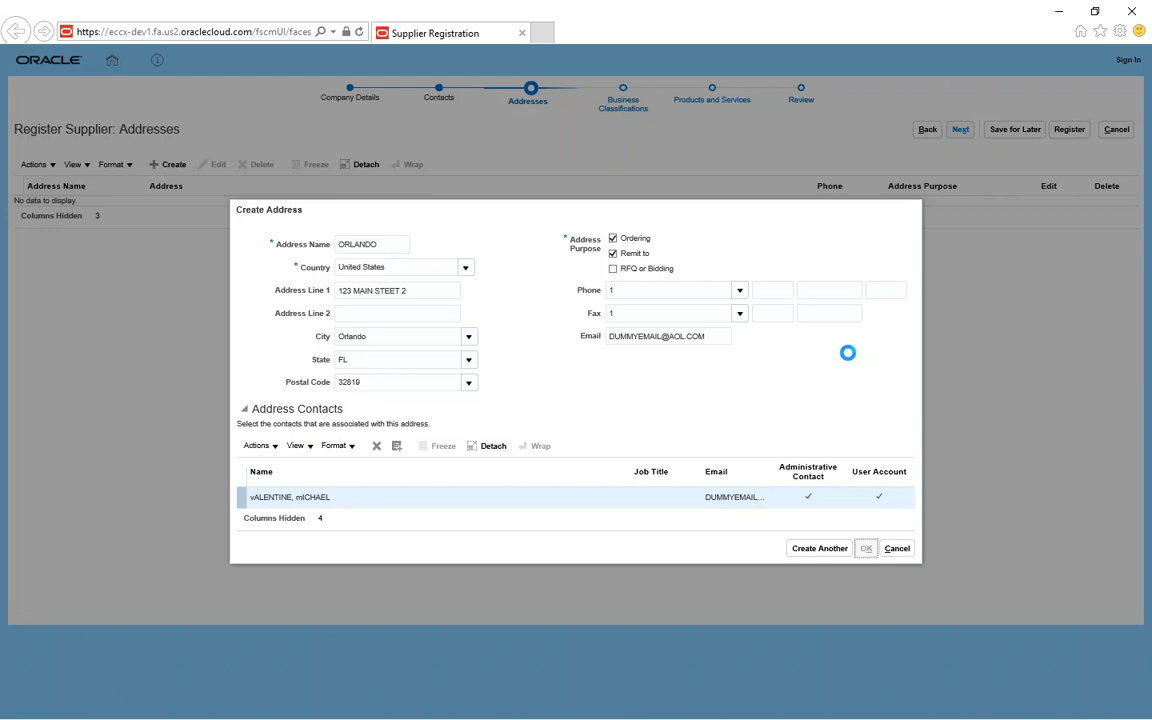 https://eccx-dev1.fa.us2.oraclecloud.com/fscmUI/faces
Supplier Registration
ORACLE
Sign In
Company Details
Contacts
Addresses
Business
Classifications
Products and Services
Review
Register Supplier: Addresses
Back
Next
Save for Later
Register
Cancel
Actions View Format Create Edit Delete Freeze Detach Wrap
Address Name Address Phone Address Purpose Edit Delete
No data to display.
Columns Hidden 3
Create Address
* Address Name ORLANDO
* Country United States
Address Line 1 123 MAIN STEET 2
Address Line 2
City Orlando
State FL
Postal Code 32819
* Address
Purpose
Ordering
Remit to
RFQ or Bidding
Phone 1
Fax 1
Email DUMMYEMAIL@AOL.COM
Address Contacts
Select the contacts that are associated with this address.
Actions View Format Freeze Detach Wrap
Name Job Title Email Administrative
Contact User Account
vALENTINE, mICHAEL DUMMYEMAIL...
Columns Hidden 4
Create Another OK Cancel